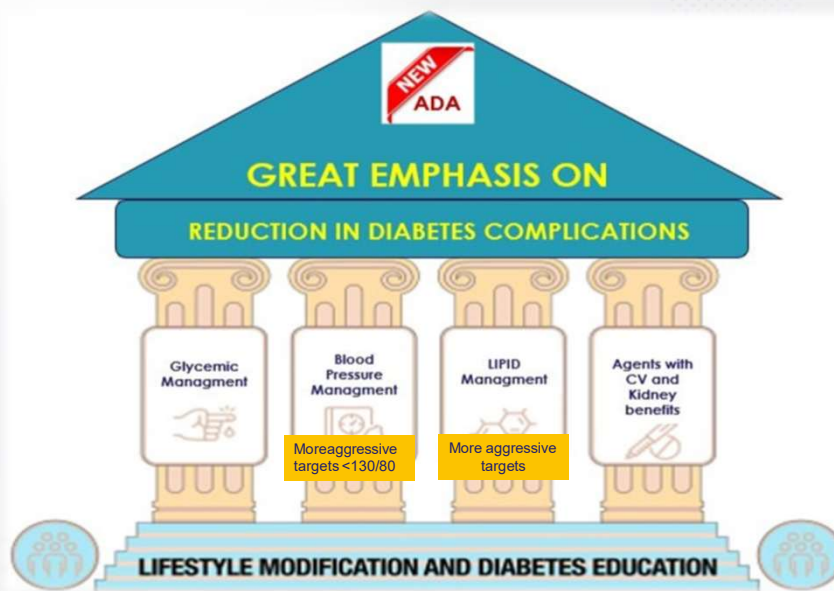 NEW
ADA
GREAT EMPHASIS ON
REDUCTION IN DIABETES COMPLICATIONS
Glycemic
Managment
Blood
Pressure
Managment
Moreaggressive
targets <130/80
LIPID
Managment
More aggressive
targets
Agents with
CV and
Kidney
benefits
LIFESTYLE MODIFICATION AND DIABETES EDUCATION